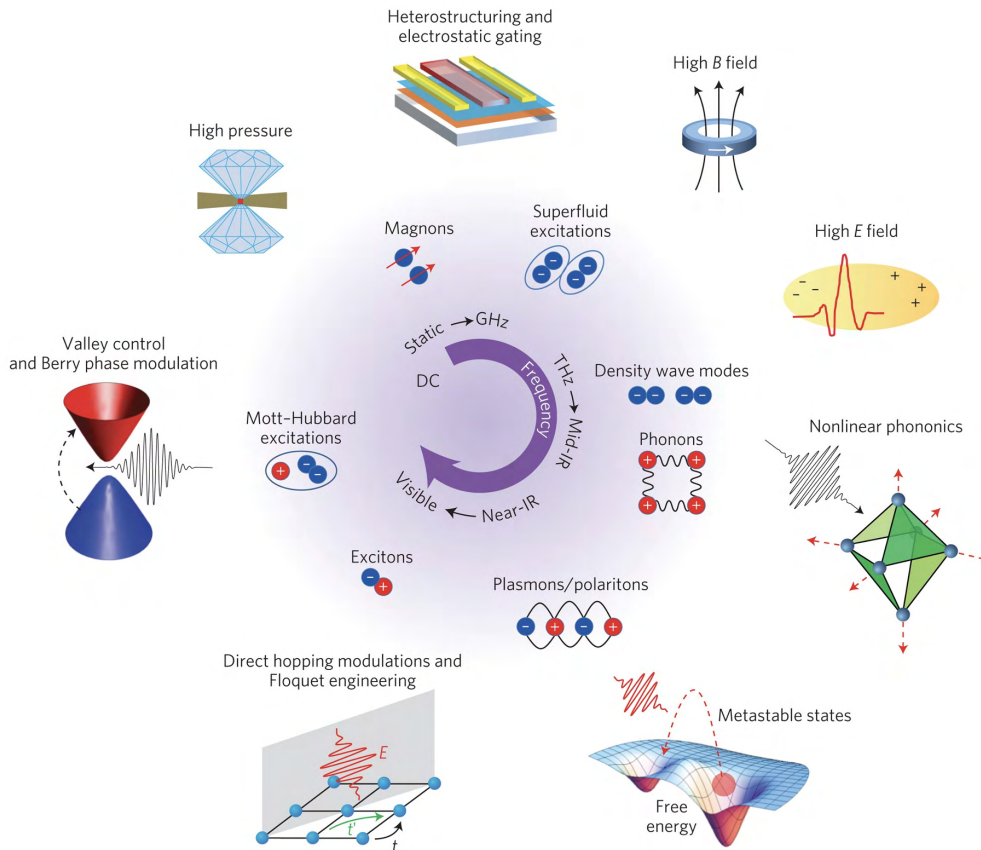 Heterostructuring and
electrostatic gating
High B field
High pressure
Magnons
Superfluid
excitations
High E field
Static → GHz
THz → Mid-IR
Frequency
DC
Near-IR → Visible
Valley control
and Berry phase modulation
Density wave modes
Mott–Hubbard
excitations
Phonons
Nonlinear phononics
Excitons
Plasmons/polaritons
Direct hopping modulations and
Floquet engineering
E
t'
t
Metastable states
Free
energy